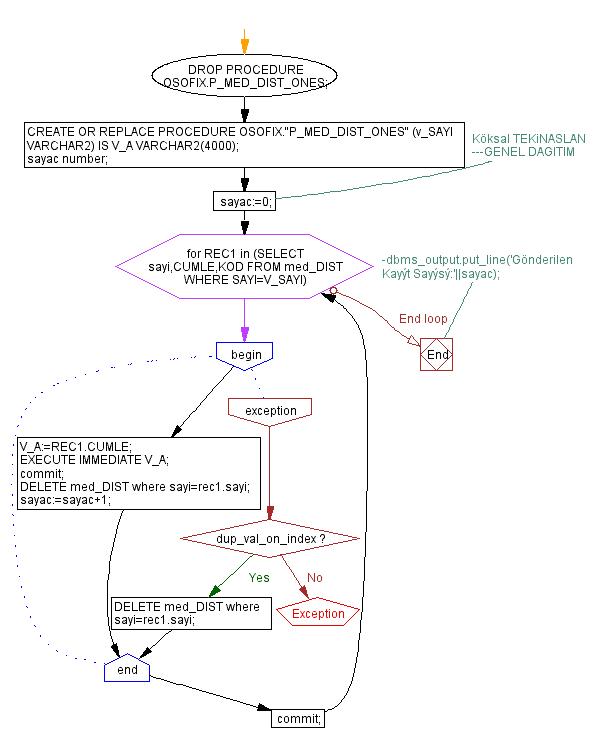 DROP PROCEDURE
OSOFIX.P_MED_DIST_ONES;
CREATE OR REPLACE PROCEDURE OSOFIX."P_MED_DIST_ONES" (v_SAYI
VARCHAR2) IS V_A VARCHAR2(4000);
sayac number;
Köksal TEKiNASLAN
---GENEL DAGITIM
sayac:=0;
for REC1 in (SELECT
sayi,CUMLE,KOD FROM med_DIST
WHERE SAYI=V_SAYI)
-dbms_output.put_line('Gönderilen
Kayýt Sayýsý:'||sayac);
End loop
End
begin
exception
V_A:=REC1.CUMLE;
EXECUTE IMMEDIATE V_A;
commit;
DELETE med_DIST where sayi=rec1.sayi;
sayac:=sayac+1;
dup_val_on_index ?
Yes
No
DELETE med_DIST where
sayi=rec1.sayi;
Exception
end
commit;